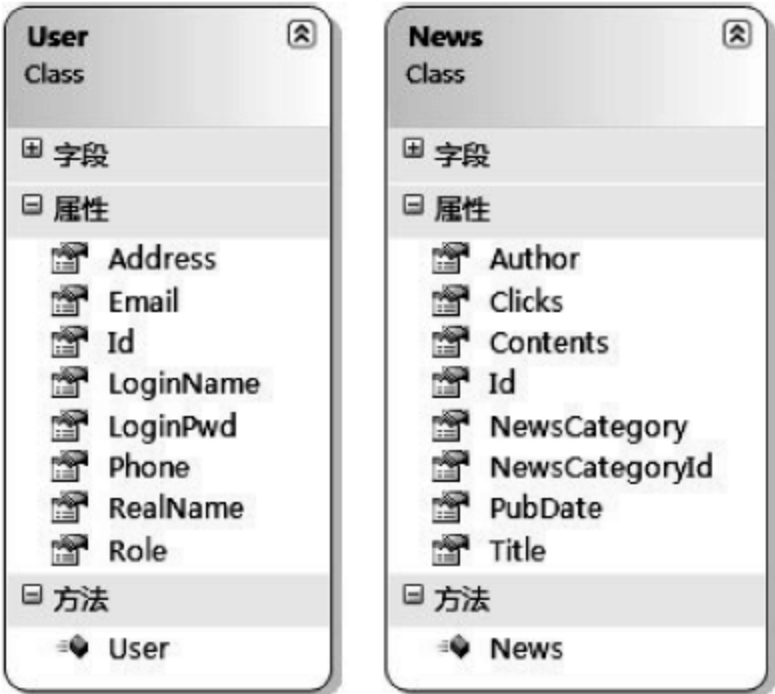 User
Class
字段
属性
Address
Email
Id
LoginName
LoginPwd
Phone
RealName
Role
方法
User
News
Class
字段
属性
Author
Clicks
Contents
Id
NewsCategory
NewsCategoryId
PubDate
Title
方法
News